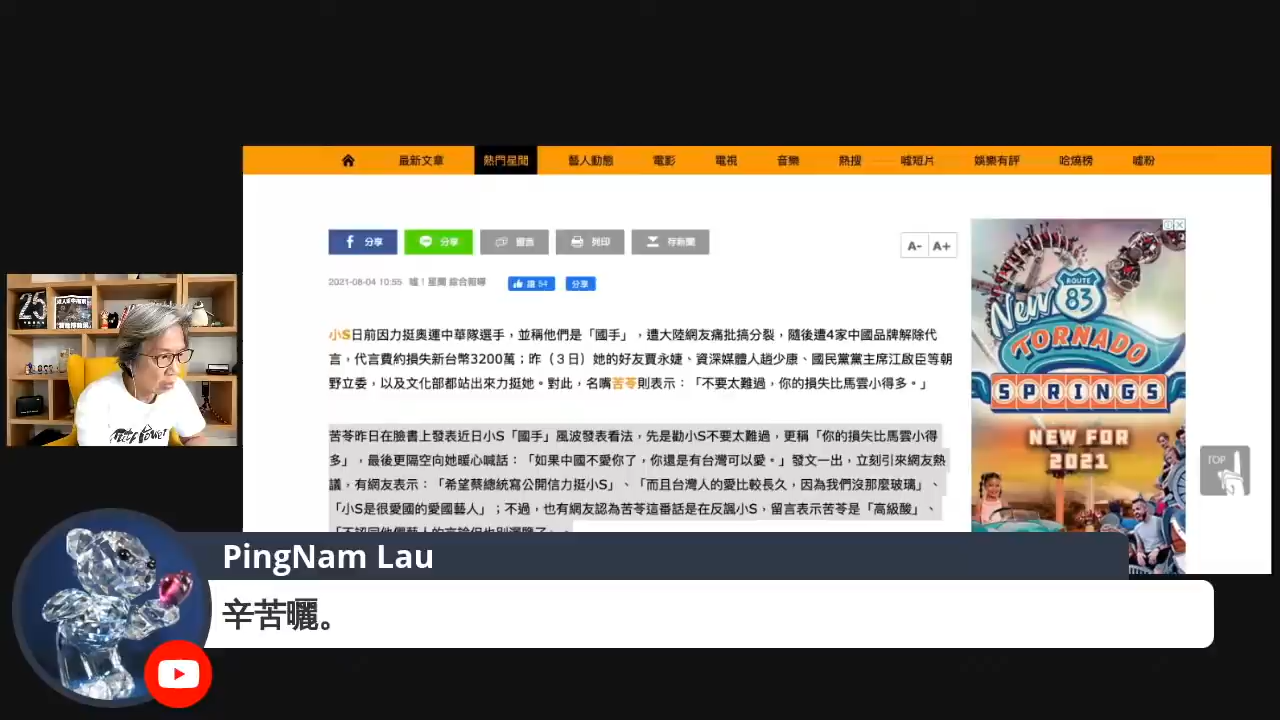 最新文章
熱門星聞
藝人動態
電影
電視
音樂
熱搜
噓短片
娛樂有評
哈燒榜
噓粉
分享
分享
留言
列印
存新聞
A-
A+
2021-08-04 10:55 噓！星聞 綜合報導
讚 54
分享
小S日前因力挺奧運中華隊選手，並稱他們是「國手」，遭大陸網友痛批搞分裂，隨後遭4家中國品牌解除代
言，代言費約損失新台幣3200萬；昨（３日）她的好友賈永婕、資深媒體人趙少康、國民黨黨主席江啟臣等朝
野立委，以及文化部都站出來力挺她。對此，名嘴苦苓則表示：「不要太難過，你的損失比馬雲小得多。」
苦苓昨日在臉書上發表近日小S「國手」風波發表看法，先是勸小S不要太難過，更稱「你的損失比馬雲小得
多」，最後更隔空向她暖心喊話：「如果中國不愛你了，你還是有台灣可以愛。」發文一出，立刻引來網友熱
議，有網友表示：「希望蔡總統寫公開信力挺小S」、「而且台灣人的愛比較長久，因為我們沒那麼玻璃」、
「小S是很愛國的愛國藝人」；不過，也有網友認為苦苓這番話是在反諷小S，留言表示苦苓是「高級酸」、
ROUTE
83
New
TORNADO
SPRINGS
NEW FOR
2021
TOP
25
PingNam Lau
辛苦曬。